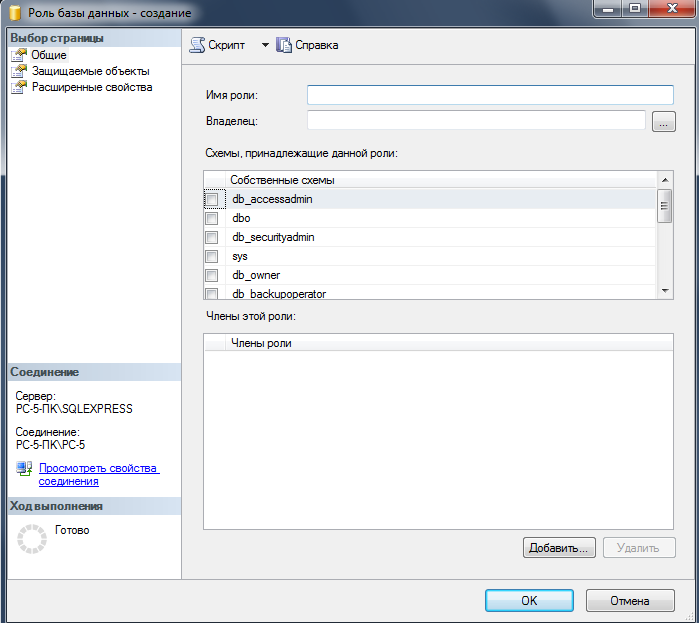 Роль базы данных - создание
Выбор страницы
Общие
Защищаемые объекты
Расширенные свойства
Скрипт
Справка
Имя роли:
Владелец:
...
Схемы, принадлежащие данной роли:
Собственные схемы
db_accessadmin
dbo
db_securityadmin
sys
db_owner
db_backupoperator
Члены этой роли:
Члены роли
Соединение
Сервер:
PC-5-ПК\SQLEXPRESS
Соединение:
PC-5-ПК\PC-5
Просмотреть свойства
соединения
Ход выполнения
Готово
Добавить...
Удалить
OK
Отмена